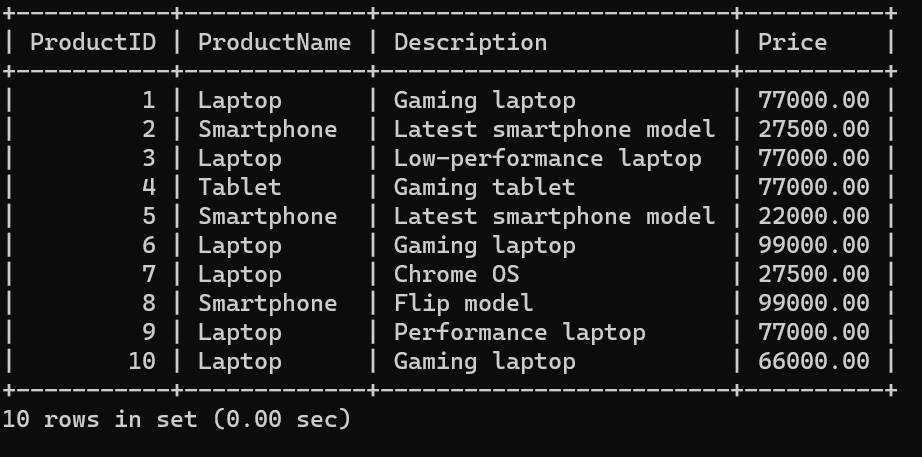 +-----------+-------------+-------------------------+----------+
| ProductID | ProductName | Description             | Price    |
+-----------+-------------+-------------------------+----------+
|         1 | Laptop      | Gaming laptop           | 77000.00 |
|         2 | Smartphone  | Latest smartphone model | 27500.00 |
|         3 | Laptop      | Low-performance laptop  | 77000.00 |
|         4 | Tablet      | Gaming tablet           | 77000.00 |
|         5 | Smartphone  | Latest smartphone model | 22000.00 |
|         6 | Laptop      | Gaming laptop           | 99000.00 |
|         7 | Laptop      | Chrome OS               | 27500.00 |
|         8 | Smartphone  | Flip model              | 99000.00 |
|         9 | Laptop      | Performance laptop      | 77000.00 |
|        10 | Laptop      | Gaming laptop           | 66000.00 |
+-----------+-------------+-------------------------+----------+
10 rows in set (0.00 sec)